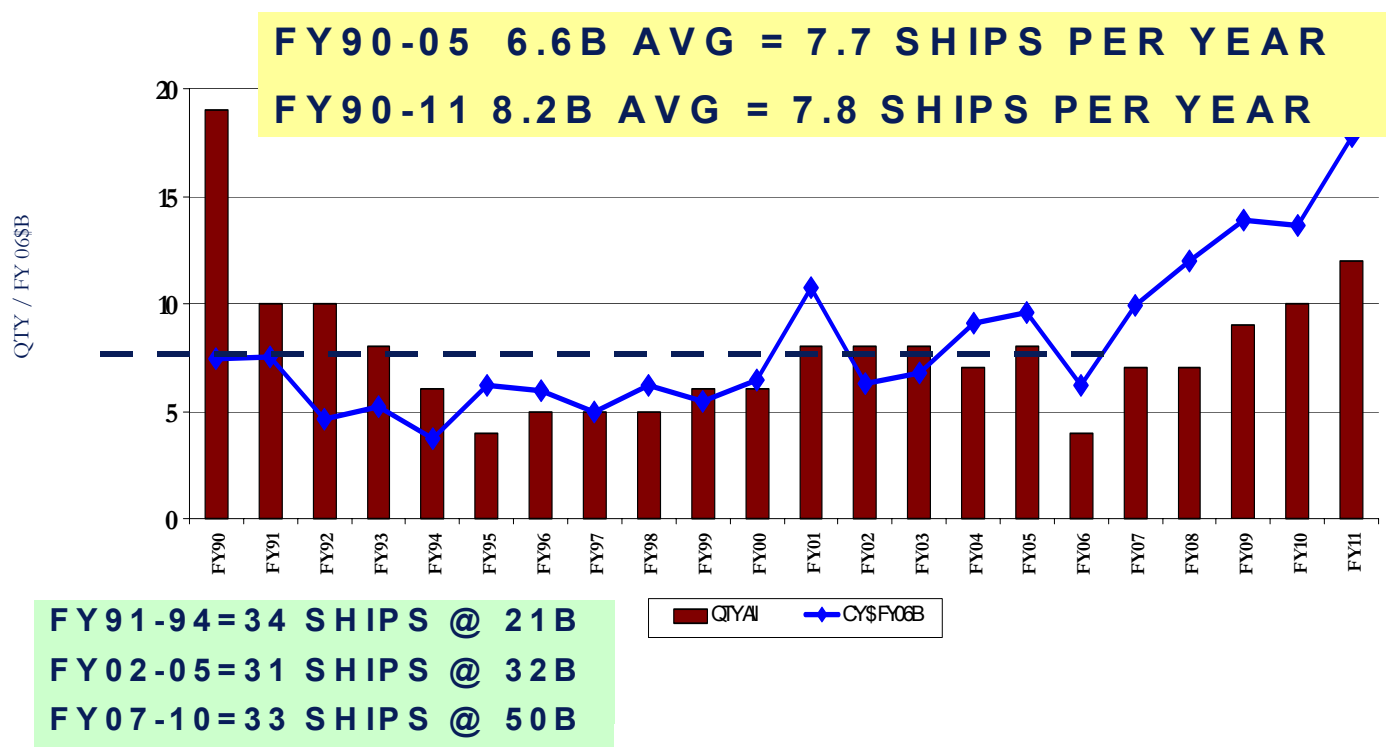 FY90-05 6.6B AVG = 7.7 SHIPS PER YEAR
FY90-11 8.2B AVG = 7.8 SHIPS PER YEAR
QTY / FY 06$B
20
15
10
5
0
FY90 FY91 FY92 FY93 FY94 FY95 FY96 FY97 FY98 FY99 FY00 FY01 FY02 FY03 FY04 FY05 FY06 FY07 FY08 FY09 FY10 FY11
QTY All CY$ FY06B
FY91-94=34 SHIPS @ 21B
FY02-05=31 SHIPS @ 32B
FY07-10=33 SHIPS @ 50B